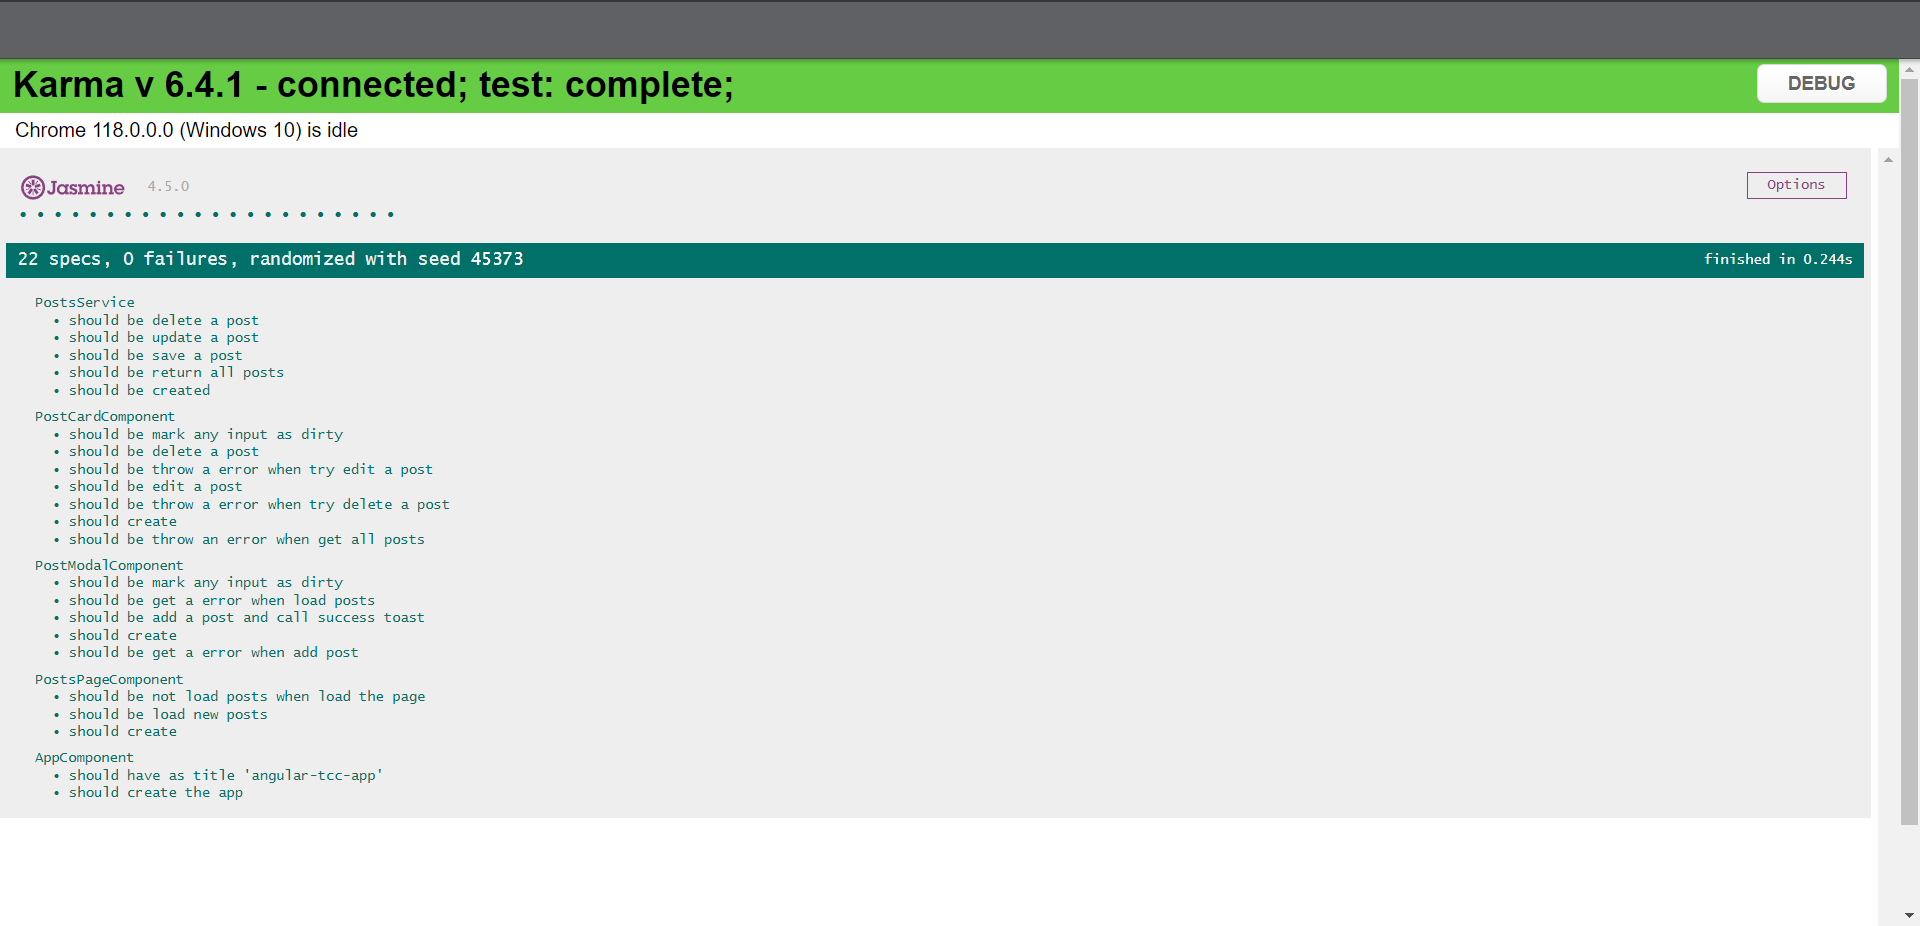 Karma v 6.4.1 - connected; test: complete;
DEBUG
Chrome 118.0.0.0 (Windows 10) is idle
Jasmine 4.5.0
Options
22 specs, 0 failures, randomized with seed 45373
finished in 0.244s
PostsService
• should be delete a post
• should be update a post
• should be save a post
• should be return all posts
• should be created
PostCardComponent
• should be mark any input as dirty
• should be delete a post
• should be throw a error when try edit a post
• should be edit a post
• should be throw a error when try delete a post
• should create
• should be throw an error when get all posts
PostModalComponent
• should be mark any input as dirty
• should be get a error when load posts
• should be add a post and call success toast
• should create
• should be get a error when add post
PostsPageComponent
• should be not load posts when load the page
• should be load new posts
• should create
AppComponent
• should have as title 'angular-tcc-app'
• should create the app